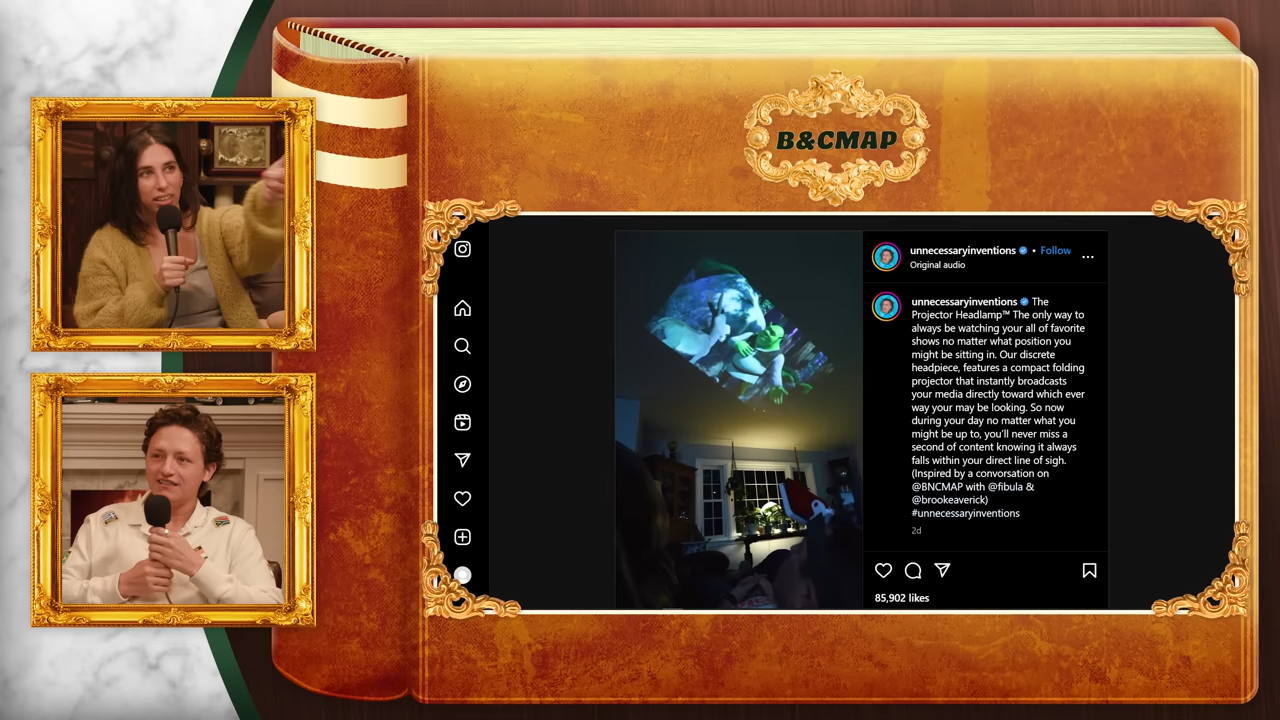 B&CMAP
unnecessaryinventions • Follow
Original audio
unnecessaryinventions The
Projector Headlamp™ The only way to
always be watching your all of favorite
shows no matter what position you
might be sitting in. Our discrete
headpiece, features a compact folding
projector that instantly broadcasts
your media directly toward which ever
way your may be looking. So now
during your day no matter what you
might be up to, you'll never miss a
second of content knowing it always
falls within your direct line of sigh.
(Inspired by a conversation on
@BNCMAP with @fibula &
@brookeaverick)
#unnecessaryinventions
2d
85,902 likes